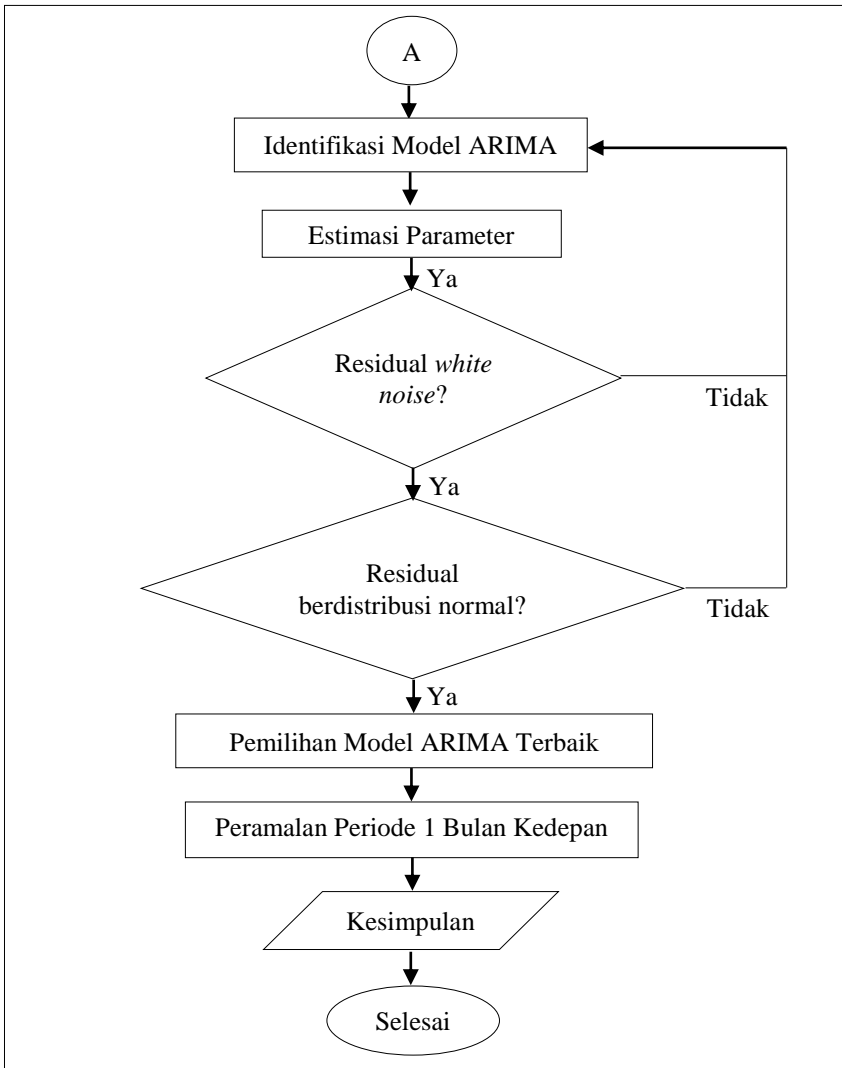 A
Identifikasi Model ARIMA
Estimasi Parameter
Ya
Residual white
noise?
Tidak
Ya
Residual
berdistribusi normal?
Tidak
Ya
Pemilihan Model ARIMA Terbaik
Peramalan Periode 1 Bulan Kedepan
Kesimpulan
Selesai